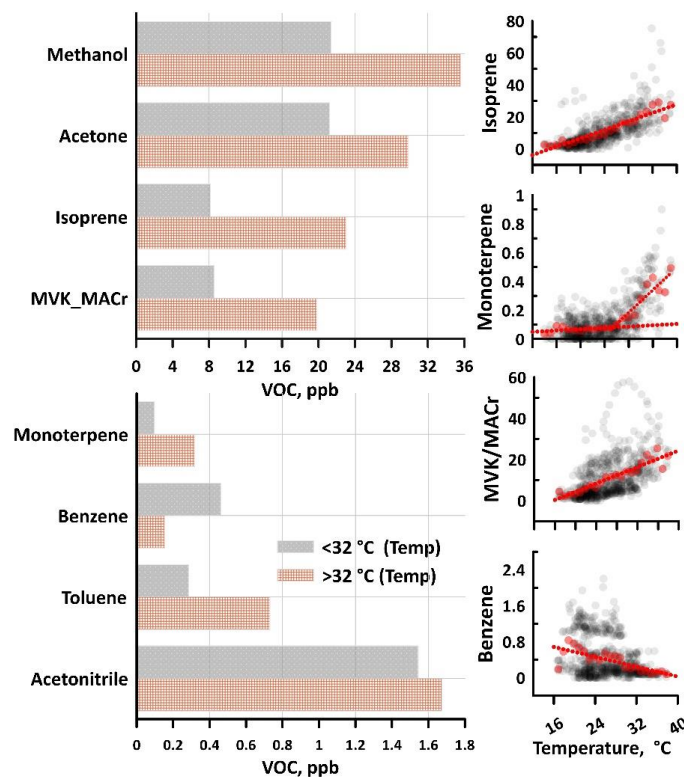 Methanol
Acetone
Isoprene
MVK_MACr
0 4 8 12 16 20 24 28 32 36
VOC, ppb
Monoterpene
Benzene
Toluene
Acetonitrile
<32 °C (Temp)
>32 °C (Temp)
0 0.2 0.4 0.6 0.8 1 1.2 1.4 1.6 1.8
VOC, ppb
Isoprene
80
60
40
20
0
Monoterpene
1
0.8
0.6
0.4
0.2
0
MVK/MACr
60
40
20
0
Benzene
2.4
1.6
0.8
0
16 24 32 40
Temperature, °C